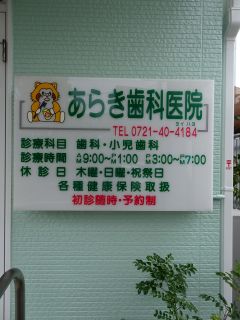 あらき歯科医院
TEL 0721-40-4184
診療科目 歯科・小児歯科
診療時間 AM9:00〜PM1:00 PM3:00〜PM7:00
休診日 木曜・日曜・祝祭日
各種健康保険取扱
初診随時・予約制